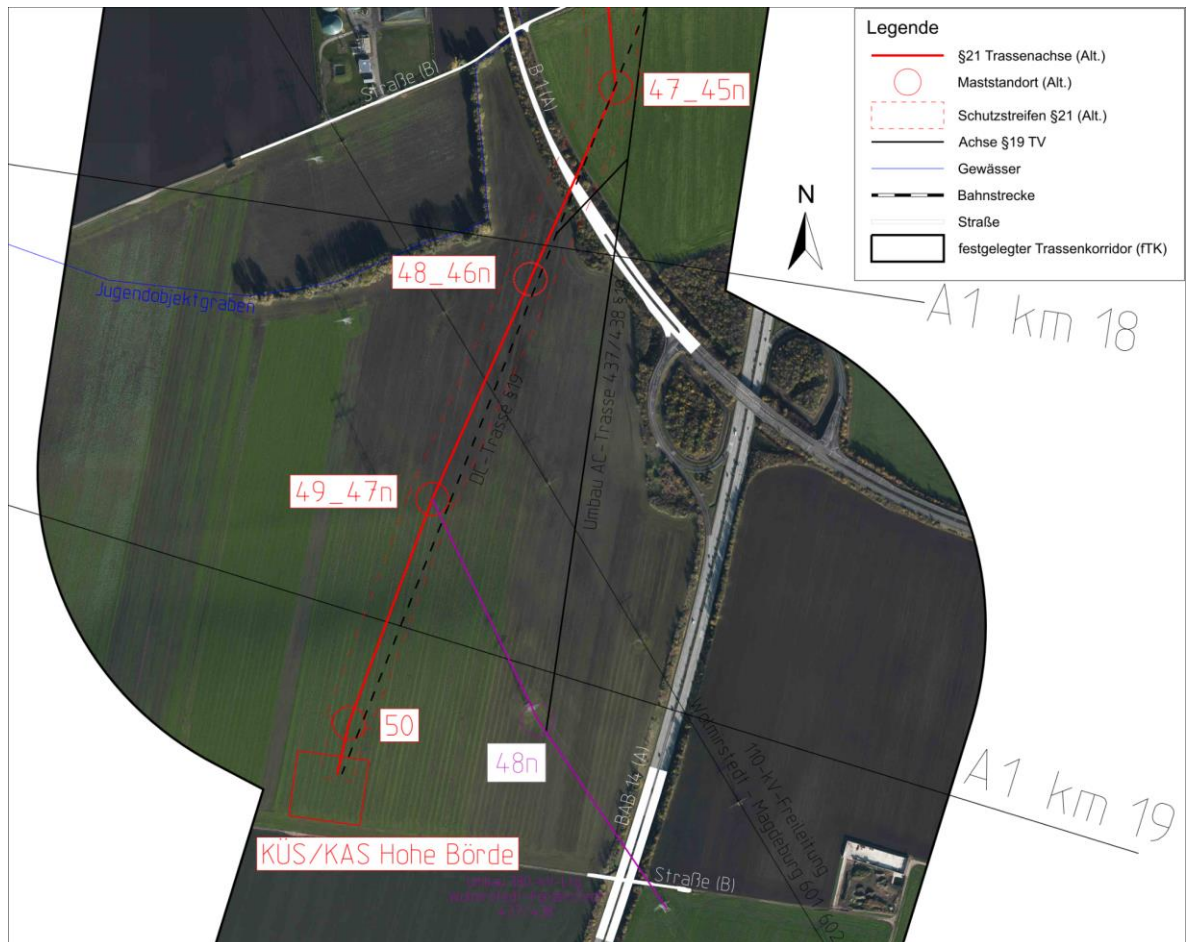 Legende
§21 Trassenachse (Alt.)
Maststandort (Alt.)
Schutzstreifen §21 (Alt.)
Achse §19 TV
Gewässer
Bahnstrecke
Straße
festgelegter Trassenkorridor (fTK)
N
Straße (B)
B 1 (A)
47_45n
48_46n
A1 km 18
Jugendobjektgraben
DC-Trasse §19
Umbau AC-Trasse 437/438 §
49_47n
50
48n
A1 km 19
KÜS/KAS Hohe Börde
BAB 14 (A)
110-kV-Freileitung
Wolmirstedt - Magdeburg 601 602
Straße (B)